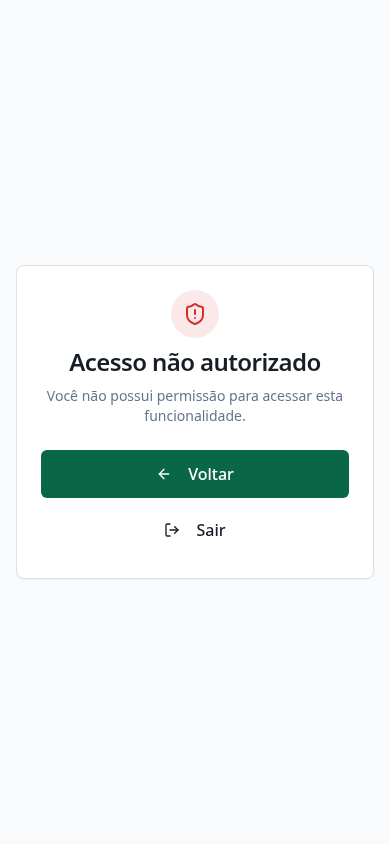 Acesso não autorizado
Você não possui permissão para acessar esta
funcionalidade.
Voltar
Sair